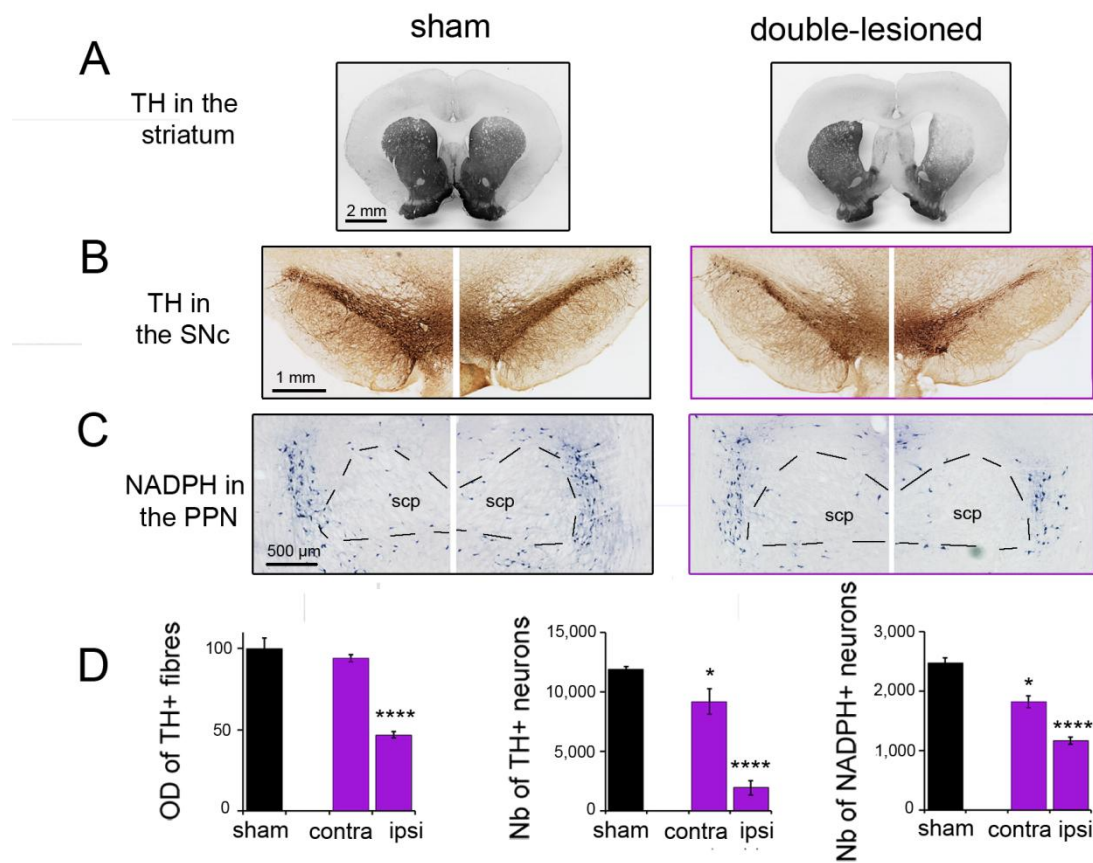 sham
double-lesioned
A
TH in the
striatum
2 mm
B
TH in
the SNc
1 mm
C
NADPH in
the PPN
scp
scp
scp
scp
500 µm
D
OD of TH+ fibres
100
50
0
****
sham
contra
ipsi
Nb of TH+ neurons
15,000
10,000
5,000
0
*
****
sham
contra
ipsi
Nb of NADPH+ neurons
3,000
2,000
1,000
0
*
****
sham
contra
ipsi